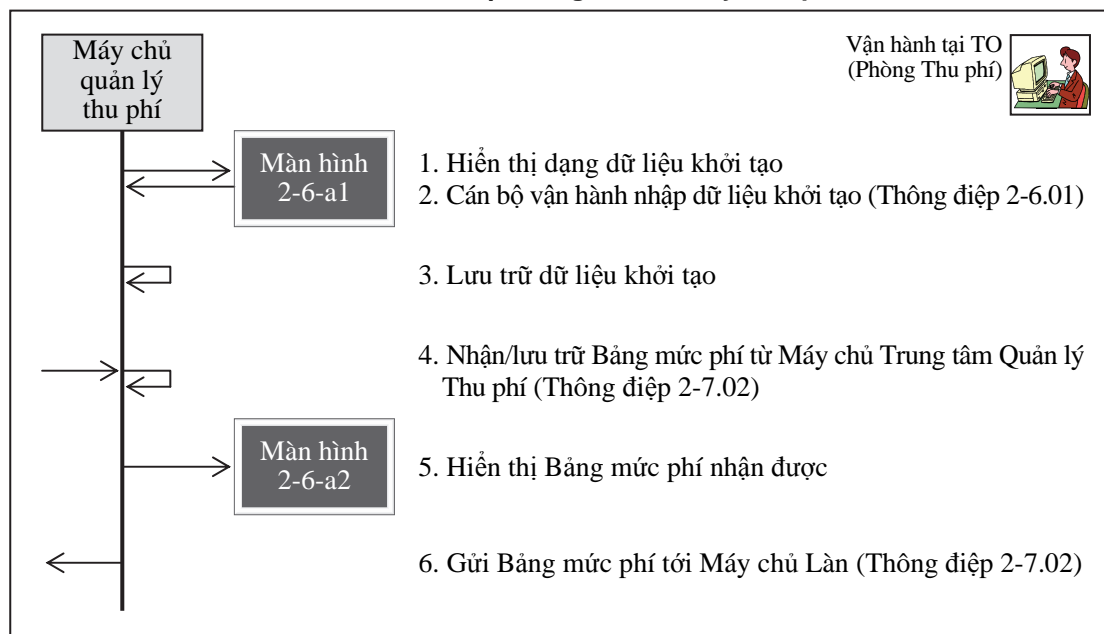 Máy chủ
quản lý
thu phí
Vận hành tại TO
(Phòng Thu phí)
Màn hình
2-6-a1
1. Hiển thị dạng dữ liệu khởi tạo
2. Cán bộ vận hành nhập dữ liệu khởi tạo (Thông điệp 2-6.01)
3. Lưu trữ dữ liệu khởi tạo
4. Nhận/lưu trữ Bảng mức phí từ Máy chủ Trung tâm Quản lý
Thu phí (Thông điệp 2-7.02)
Màn hình
2-6-a2
5. Hiển thị Bảng mức phí nhận được
6. Gửi Bảng mức phí tới Máy chủ Làn (Thông điệp 2-7.02)